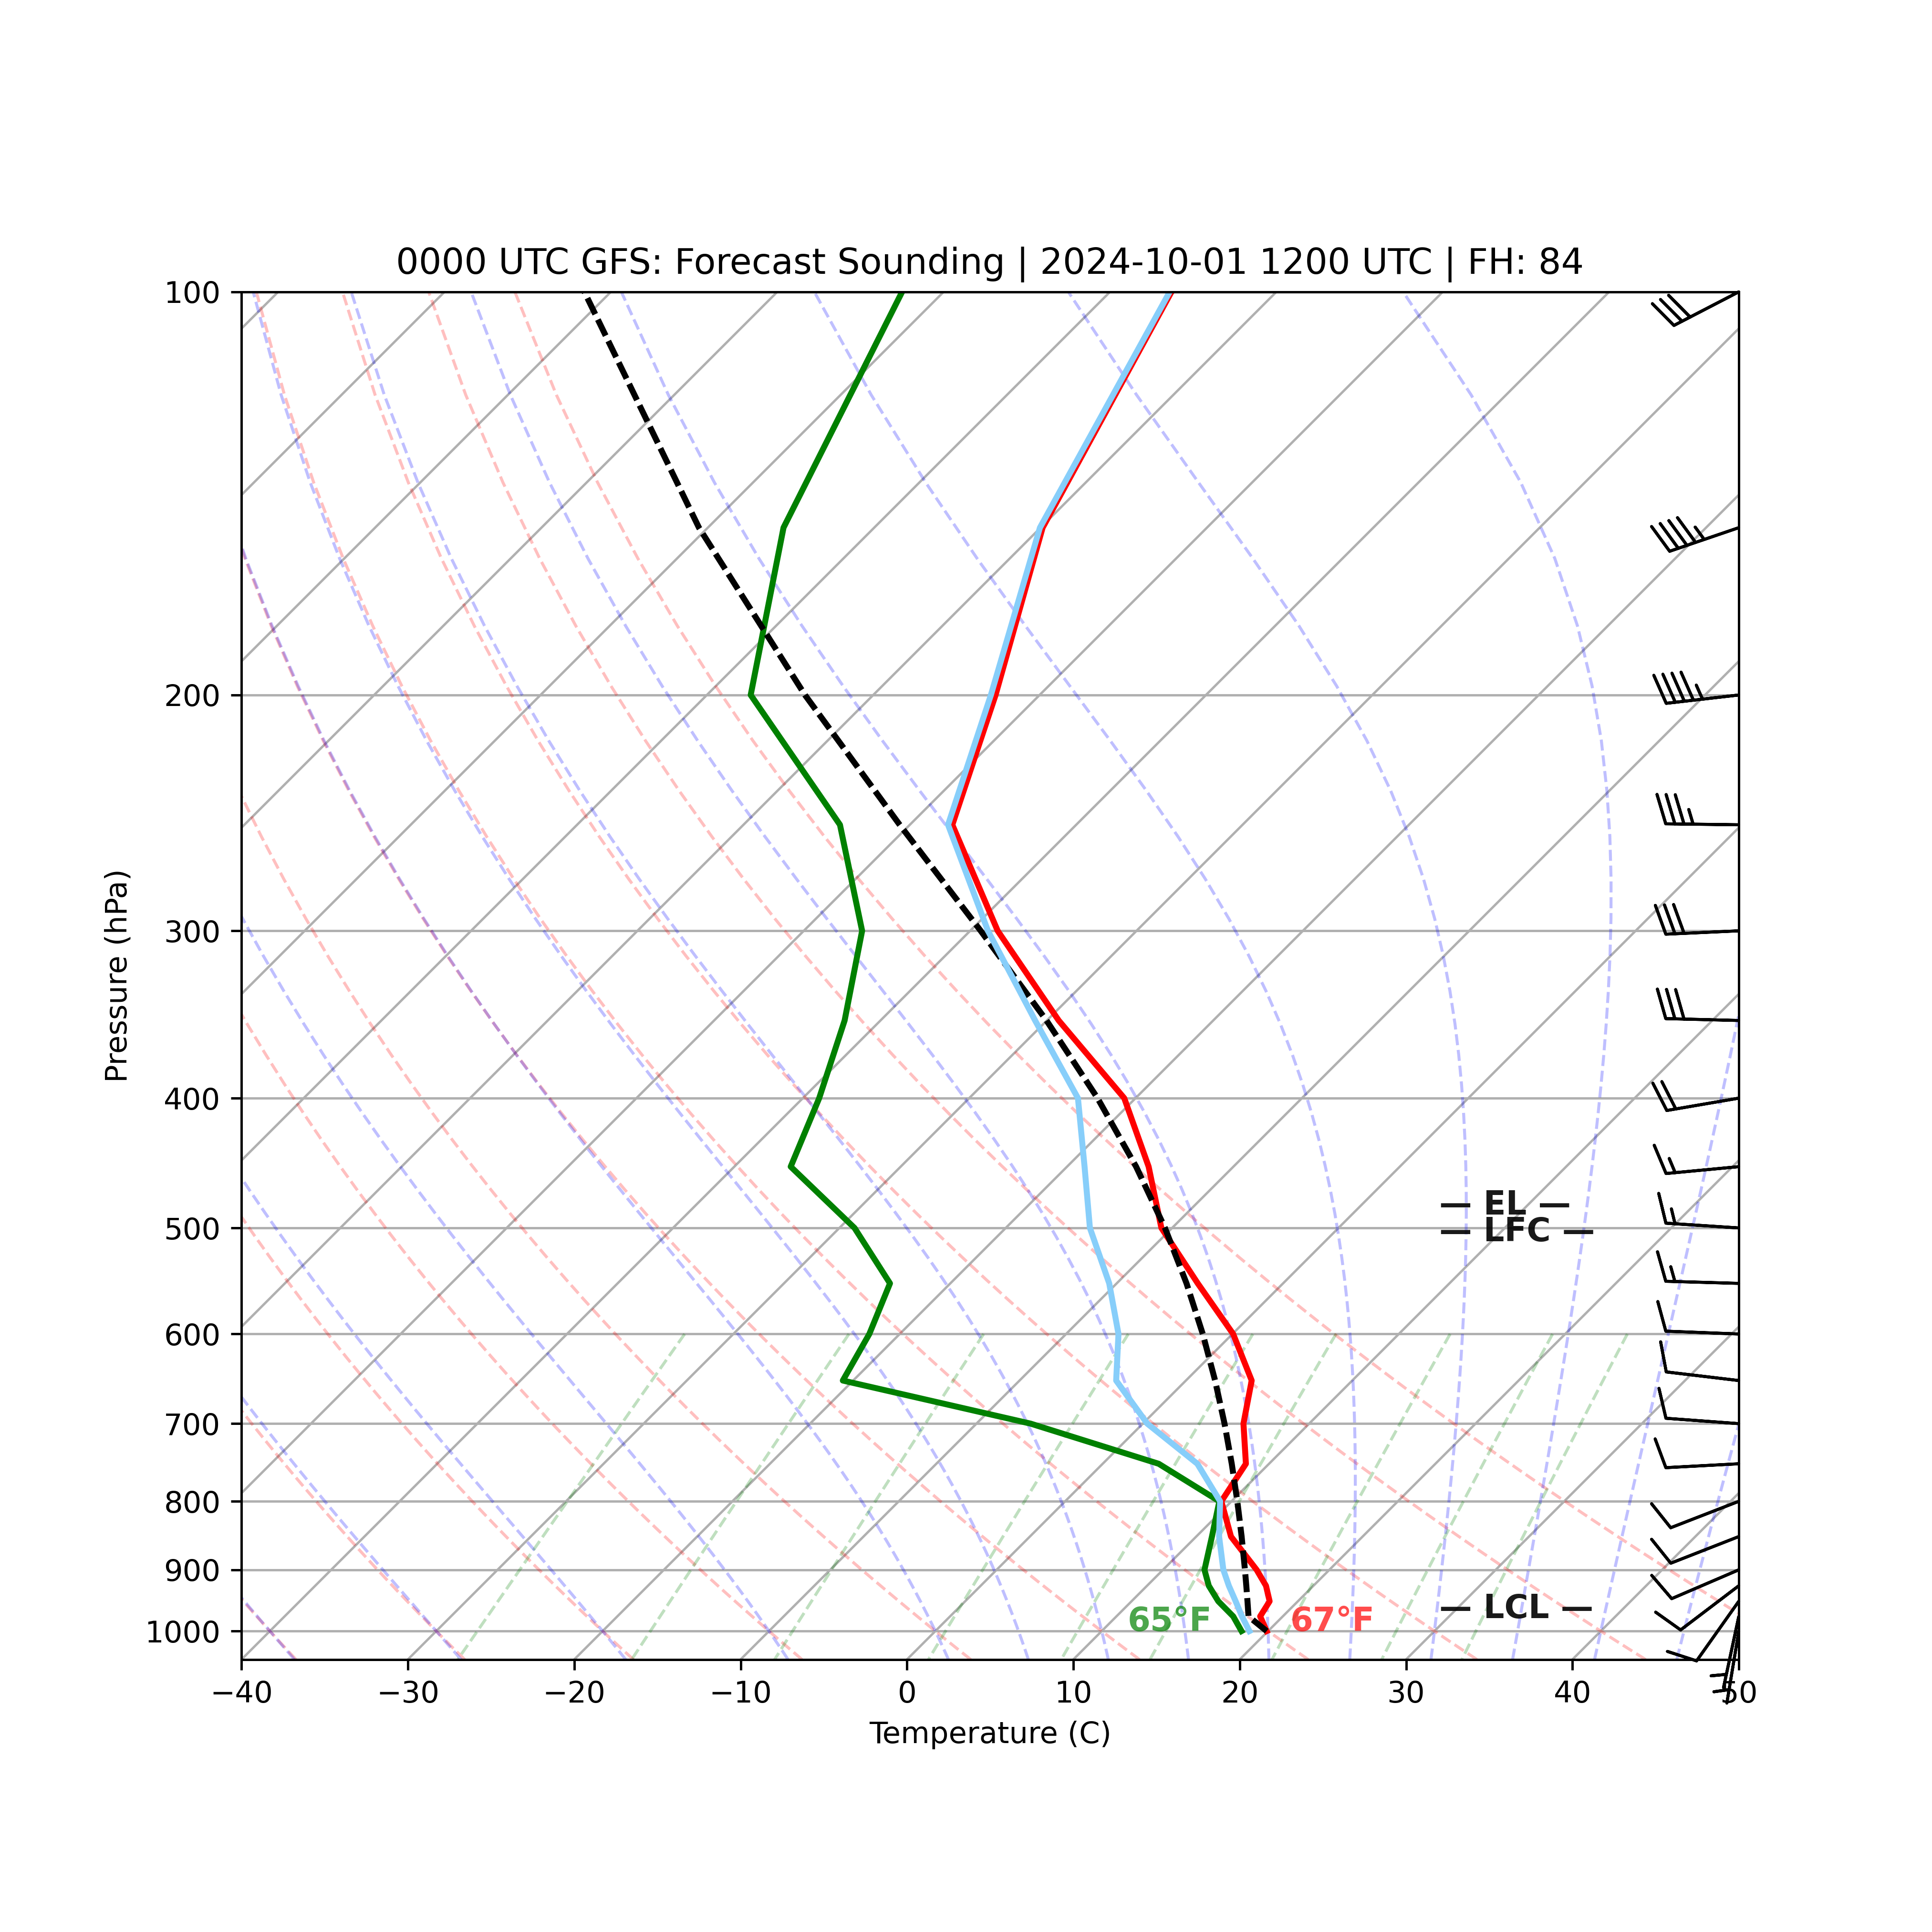 0000 UTC GFS: Forecast Sounding | 2024-10-01 1200 UTC | FH: 84
100
200
300
400
500
600
700
800
900
1000
Pressure (hPa)
— EL —
— LFC —
— LCL —
65°F
67°F
−40 −30 −20 −10 0 10 20 30 40 50
Temperature (C)